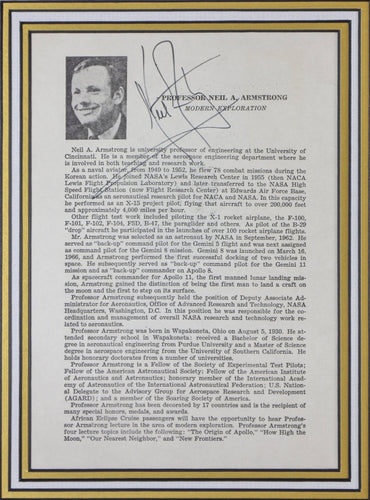 Neil Armstrong
PROFESSOR NEIL A. ARMSTRONG
MODERN EXPLORATION
Neil A. Armstrong is university professor of engineering at the University of
Cincinnati. He is a member of the aerospace engineering department where he
is involved in both teaching and research work.
As a naval aviator from 1949 to 1952, he flew 78 combat missions during the
Korean action. He joined NASA's Lewis Research Center in 1955 (then NACA
Lewis Flight Propulsion Laboratory) and later transferred to the NASA High
Speed Flight Station (now Flight Research Center) at Edwards Air Force Base,
California as an aeronautical research pilot for NACA and NASA. In this capacity
he performed as an X-15 project pilot; flying that aircraft to over 200,000 feet
and approximately 4,000 miles per hour.
Other flight test work included piloting the X-1 rocket airplane, the F-100,
F-101, F-102, F-104, F5D, B-47, the paraglider and others. As pilot of the B-29
"drop" aircraft he participated in the launches of over 100 rocket airplane flights.
Mr. Armstrong was selected as an astronaut by NASA in September, 1962. He
served as "back-up" command pilot for the Gemini 5 flight and was next assigned
as command pilot for the Gemini 8 mission. Gemini 8 was launched on March 16,
1966, and Armstrong performed the first successful docking of two vehicles in
space. He subsequently served as "back-up" command pilot for the Gemini 11
mission and as "back-up" commander on Apollo 8.
As spacecraft commander for Apollo 11, the first manned lunar landing mis-
sion, Armstrong gained the distinction of being the first man to land a craft on
the moon and the first to step on its surface.
Professor Armstrong subsequently held the position of Deputy Associate Ad-
ministrator for Aeronautics, Office of Advanced Research and Technology, NASA
Headquarters, Washington, D.C. In this position he was responsible for the co-
ordination and management of overall NASA research and technology work re-
lated to aeronautics.
Professor Armstrong was born in Wapakoneta, Ohio on August 5, 1930. He at-
tended secondary school in Wapakoneta: received a Bachelor of Science de-
gree in aeronautical engineering from Purdue University and a Master of Science
degree in aerospace engineering from the University of Southern California. He
holds honorary doctorates from a number of universities.
Professor Armstrong is a Fellow of the Society of Experimental Test Pilots;
Fellow of the American Astronautical Society; Fellow of the American Institute
of Aeronautics and Astronautics; honorary member of the International Acad-
emy of Astronautics of the International Astronautical Federation; U.S. Nation-
al Delegate to the Advisory Group for Aerospace Research and Development
(AGARD); and a member of the Soaring Society of America.
Professor Armstrong has been decorated by 17 countries and is the recipient of
many special honors, medals, and awards.
African Eclipse Cruise passengers will have the opportunity to hear Professor
Armstrong lecture in the area of modern exploration. Professor Armstrong's
four lecture topics include the following: "The Origin of Apollo," "How High the
Moon," "Our Nearest Neighbor," and "New Frontiers."